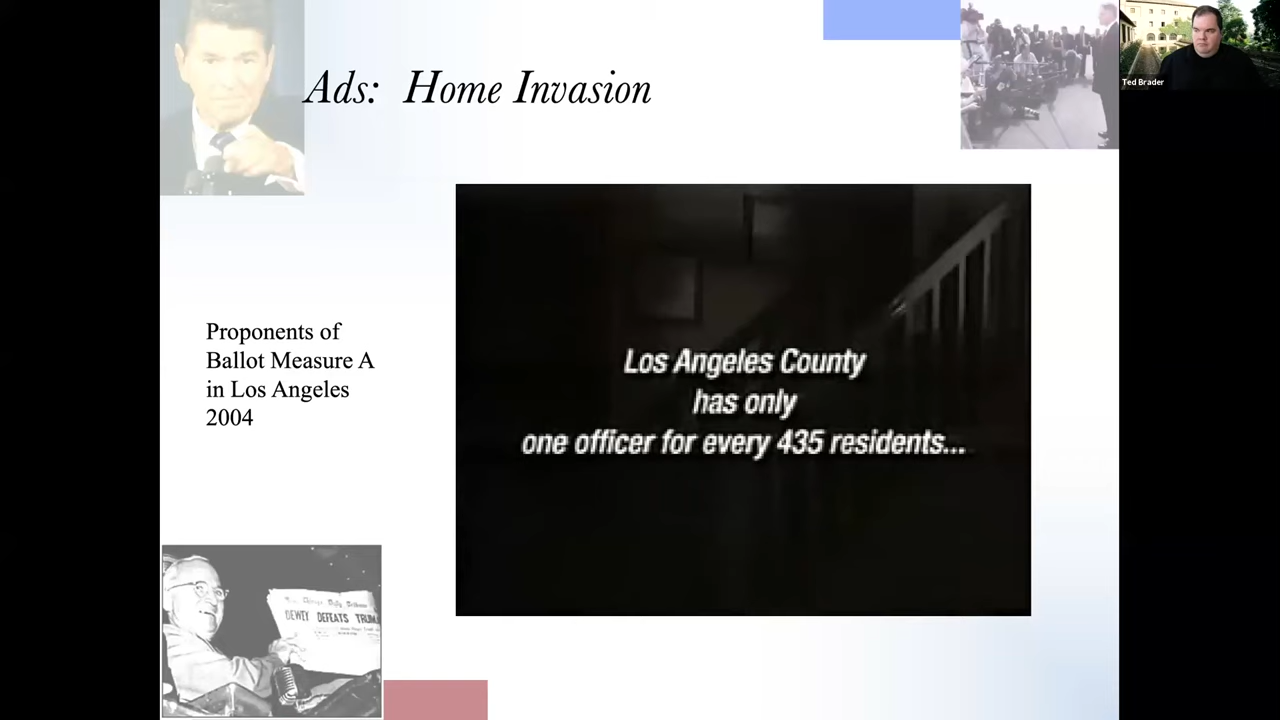 Ads: Home Invasion
Ted Brader
Proponents of
Ballot Measure A
in Los Angeles
2004
Los Angeles County
has only
one officer for every 435 residents...
DEWEY DEFEATS TRUM